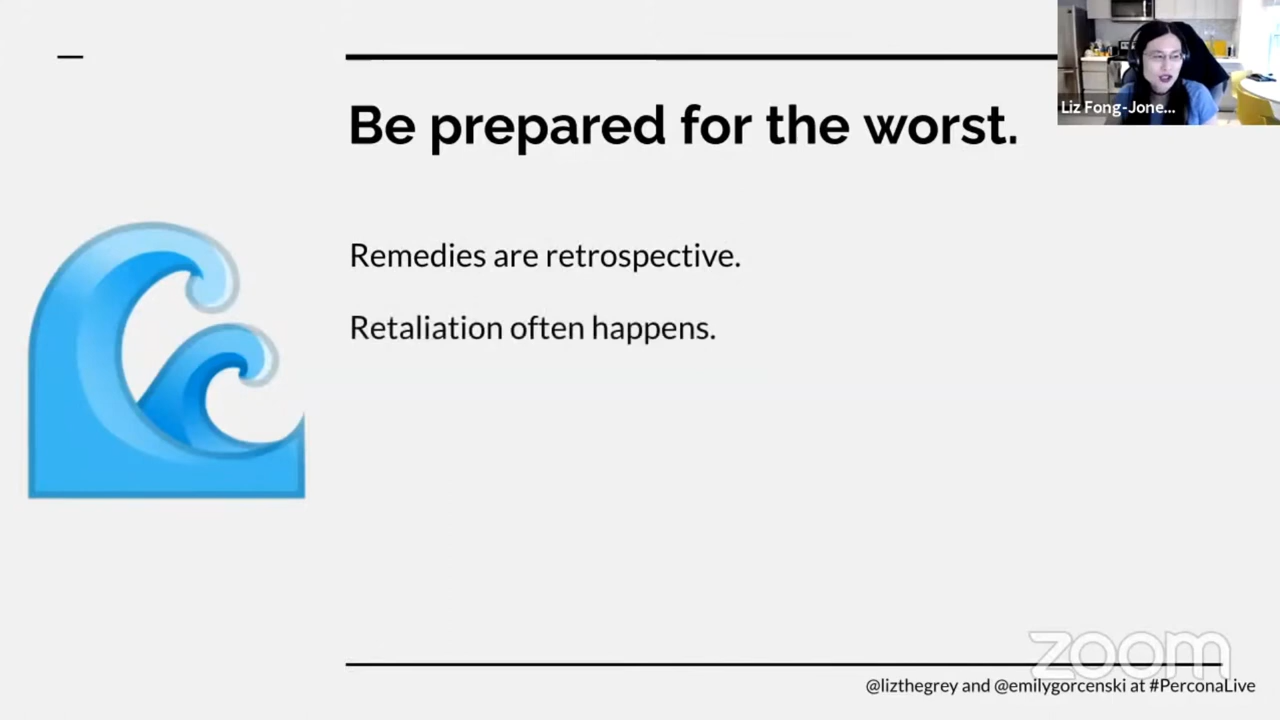 Be prepared for the worst.
Liz Fong-Jone...
Remedies are retrospective.
Retaliation often happens.
zoom
@lizthegrey and @emilygorcenski at #PerconaLive